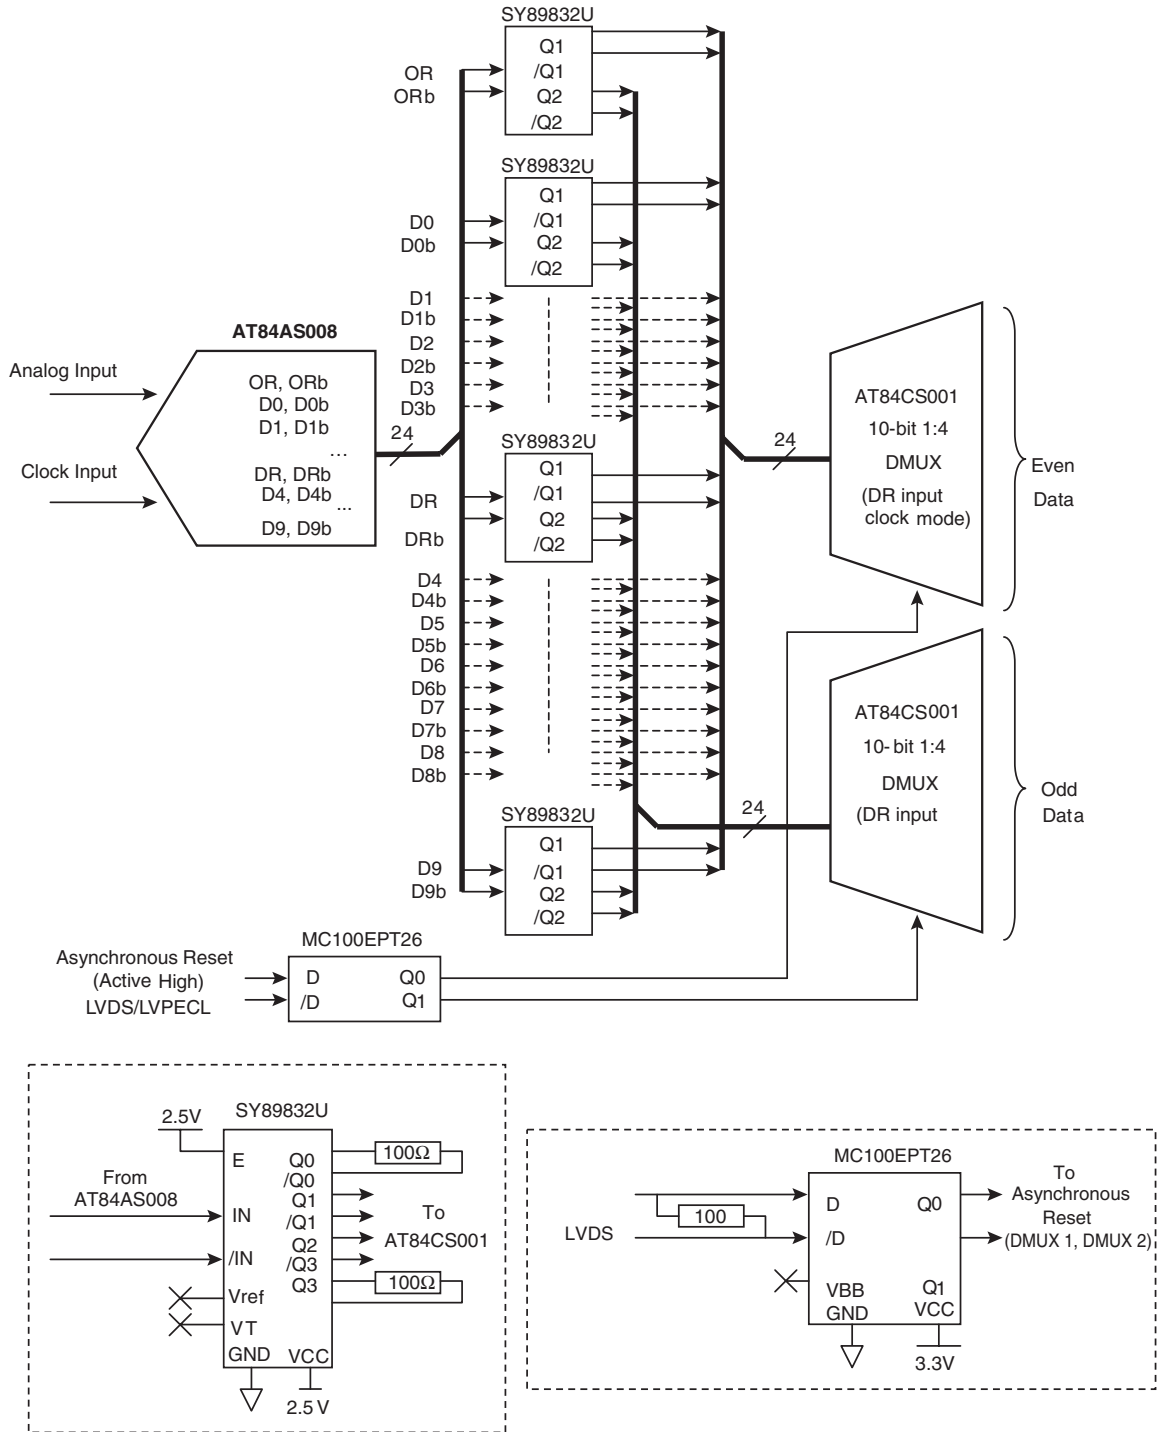 SY89832U
Q1
/Q1
Q2
/Q2
OR
ORb
SY89832U
Q1
/Q1
Q2
/Q2
D0
D0b
D1
D1b
D2
D2b
D3
D3b
AT84AS008
Analog Input
Clock Input
OR, ORb
D0, D0b
D1, D1b
...
DR, DRb
D4, D4b
...
D9, D9b
24
SY89832U
Q1
/Q1
Q2
/Q2
DR
DRb
D4
D4b
D5
D5b
D6
D6b
D7
D7b
D8
D8b
24
AT84CS001
10-bit 1:4
DMUX
(DR input
clock mode)
Even
Data
AT84CS001
10-bit 1:4
DMUX
(DR input
Odd
Data
24
SY89832U
Q1
/Q1
Q2
/Q2
D9
D9b
MC100EPT26
Asynchronous Reset
(Active High)
LVDS/LVPECL
D
/D
Q0
Q1
SY89832U
2.5V
E
IN
/IN
Vref
VT
GND
VCC
Q0
/Q0
Q1
/Q1
Q2
/Q3
Q3
100Ω
100Ω
From
AT84AS008
To
AT84CS001
2.5 V
MC100EPT26
LVDS
100
D
/D
VBB
GND
Q0
Q1
VCC
3.3V
To
Asynchronous
Reset
(DMUX 1, DMUX 2)